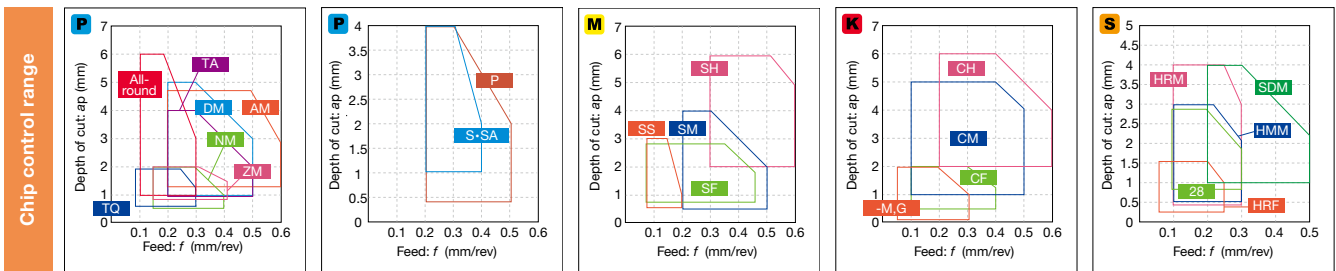 Chip control range
P
Depth of cut: ap (mm)
7
6
5
4
3
2
1
0
0.1 0.2 0.3 0.4 0.5 0.6
Feed: f (mm/rev)
All-
round
TA
DM
AM
NM
ZM
TQ
P
Depth of cut: ap (mm)
4
3.5
3
2.5
2
1.5
1
0.5
0
0.1 0.2 0.3 0.4 0.5 0.6
Feed: f (mm/rev)
P
S•SA
M
Depth of cut: ap (mm)
7
6
5
4
3
2
1
0
0.1 0.2 0.3 0.4 0.5 0.6
Feed: f (mm/rev)
SH
SS
SM
SF
K
Depth of cut: ap (mm)
7
6
5
4
3
2
1
0
0.1 0.2 0.3 0.4 0.5 0.6
Feed: f (mm/rev)
CH
CM
CF
-M,G
S
Depth of cut: ap (mm)
5
4.5
4
3.5
3
2.5
2
1.5
1
0.5
0
0.1 0.2 0.3 0.4 0.5
Feed: f (mm/rev)
HRM
SDM
HMM
28
HRF